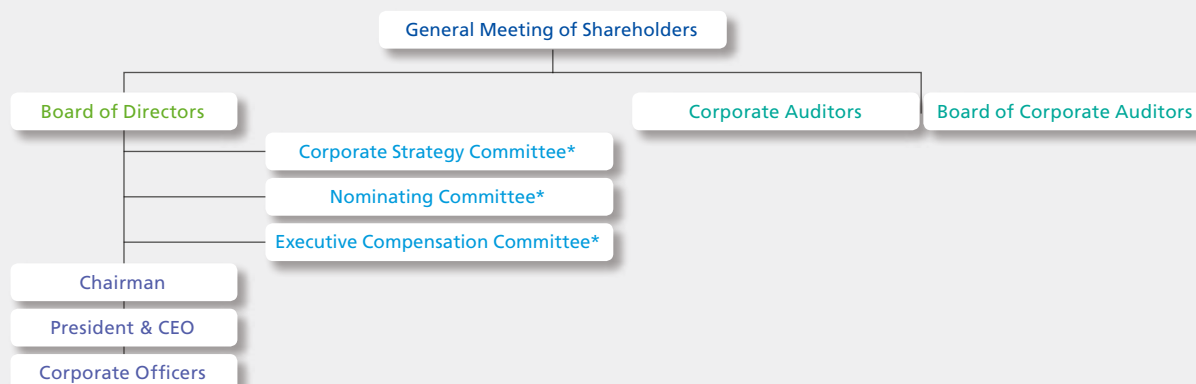 General Meeting of Shareholders
Board of Directors
Corporate Auditors
Board of Corporate Auditors
Corporate Strategy Committee*
Nominating Committee*
Executive Compensation Committee*
Chairman
President & CEO
Corporate Officers